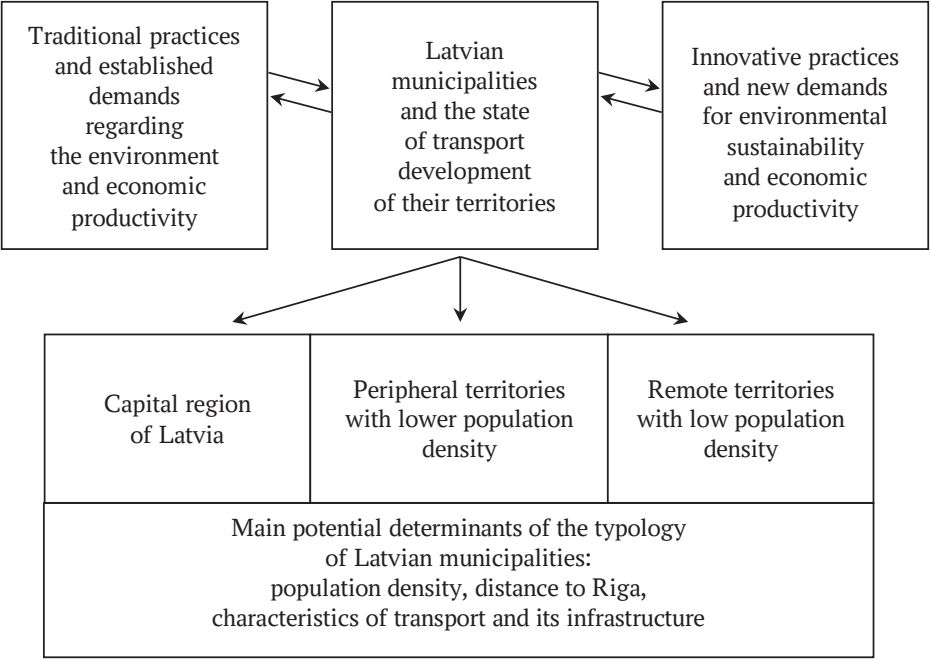 Traditional practices
and established
demands
regarding
the environment
and economic
productivity
Latvian
municipalities
and the state
of transport
development
of their territories
Innovative practices
and new demands
for environmental
sustainability
and economic
productivity
Capital region
of Latvia
Peripheral territories
with lower population
density
Remote territories
with low population
density
Main potential determinants of the typology
of Latvian municipalities:
population density, distance to Riga,
characteristics of transport and its infrastructure